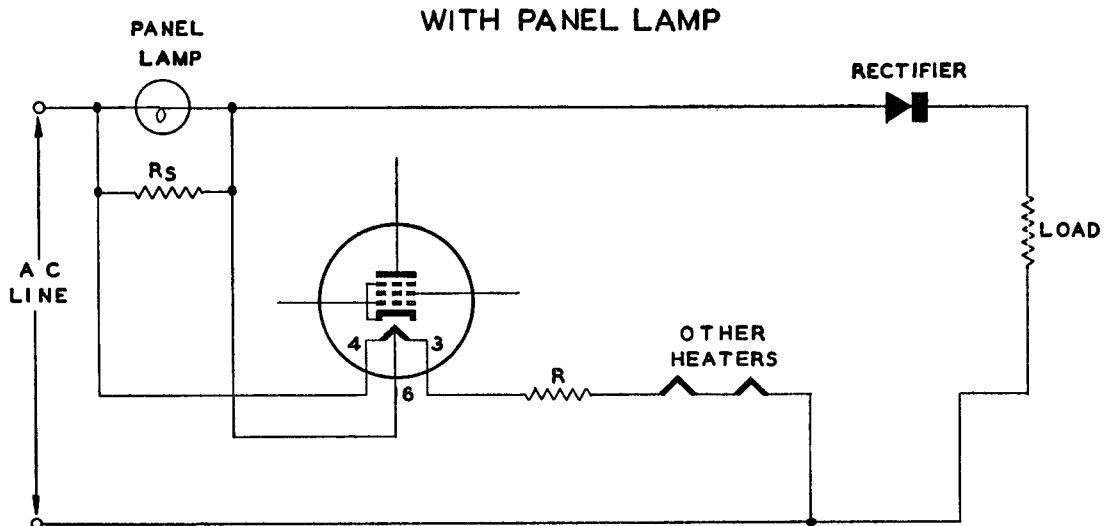 WITH PANEL LAMP
PANEL
LAMP
RECTIFIER
RS
LOAD
A C
LINE
4
3
6
OTHER
HEATERS
R